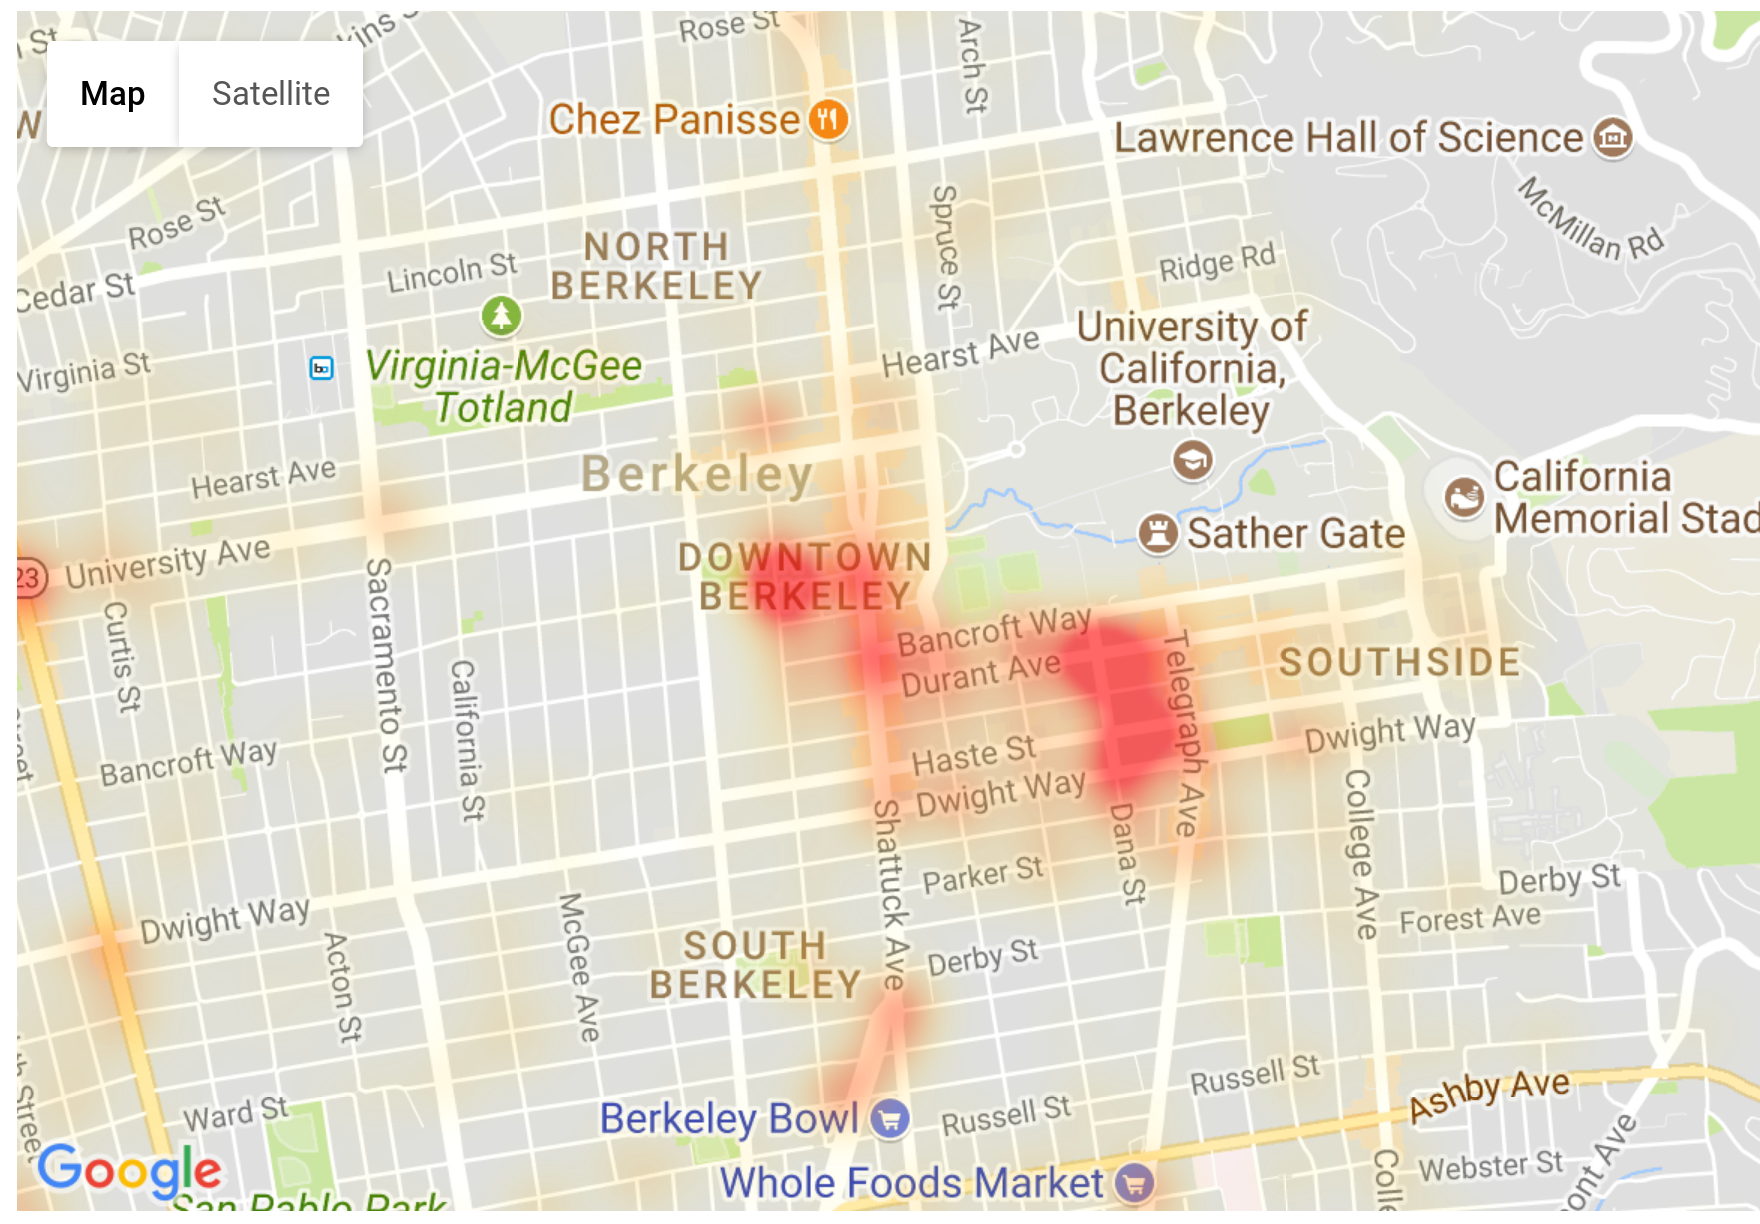 Map
Satellite
Rose St
Arch St
Chez Panisse
Lawrence Hall of Science
McMillan Rd
Rose St
Spruce St
NORTH
BERKELEY
Lincoln St
Ridge Rd
Cedar St
Virginia St
Virginia-McGee
Totland
Hearst Ave
University of
California,
Berkeley
Hearst Ave
Berkeley
California
Memorial Stad
Sather Gate
University Ave
23
DOWNTOWN
BERKELEY
Curtis St
Sacramento St
California St
Bancroft Way
Durant Ave
Telegraph Ave
SOUTHSIDE
Bancroft Way
Haste St
Dwight Way
Dwight Way
College Ave
Shattuck Ave
Dana St
Parker St
Derby St
Forest Ave
Dwight Way
Acton St
McGee Ave
SOUTH
BERKELEY
Derby St
Russell St
Ashby Ave
Ward St
Berkeley Bowl
Russell St
Street
Google
San Pablo Park
Whole Foods Market
Webster St
Colle
ont Ave